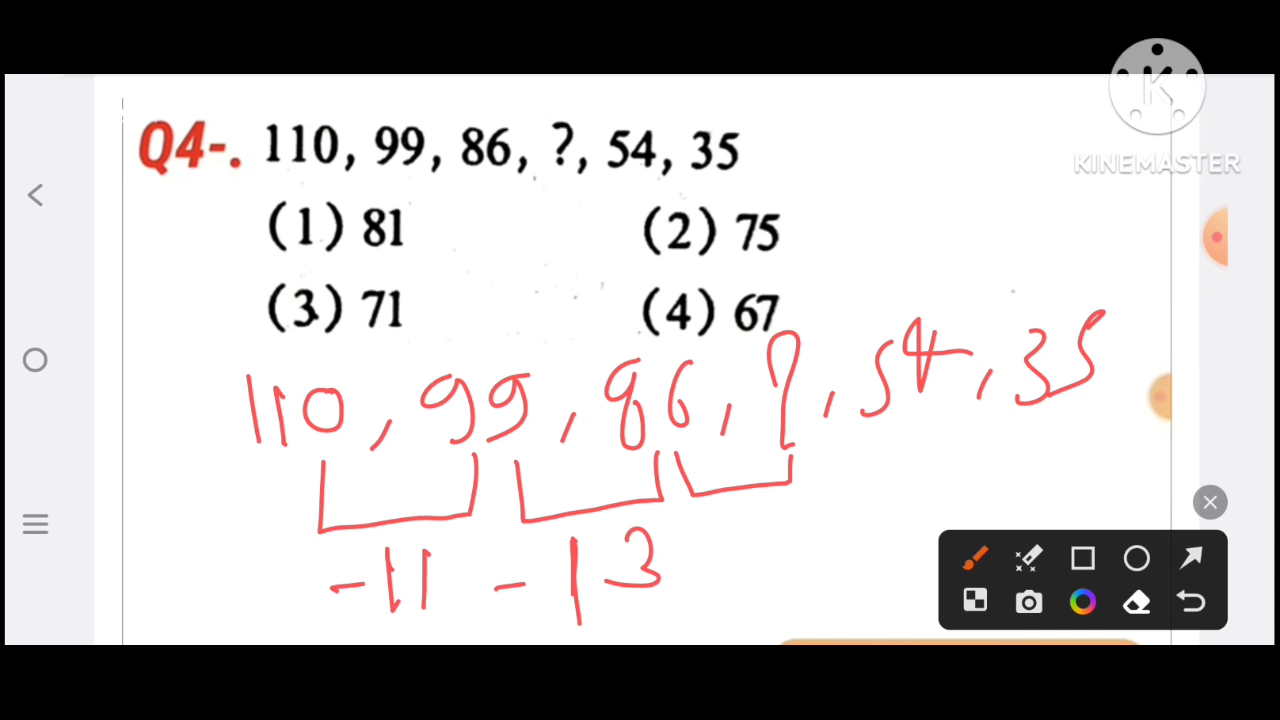 KINEMASTER
Q4-. 110, 99, 86, ?, 54, 35
(1) 81 (2) 75
(3) 71 (4) 67
110, 99, 86, ?, 54, 35
-11 -13